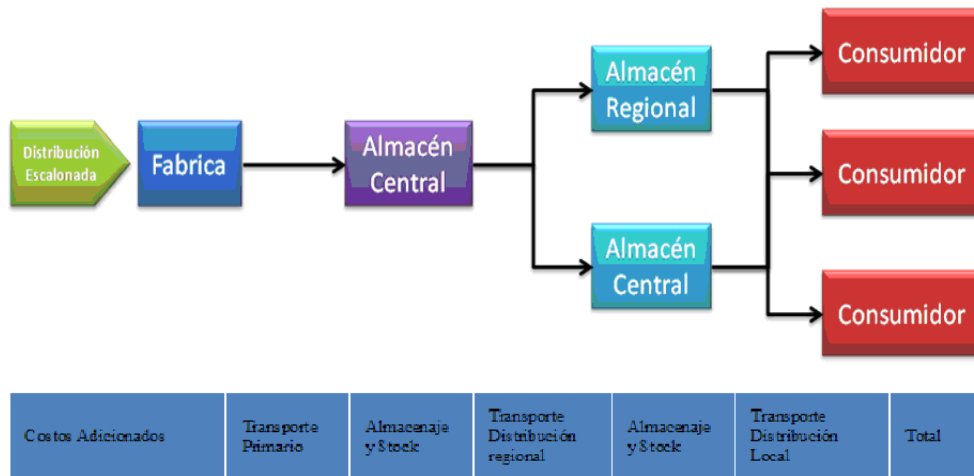 Distribución
Escalonada
Fabrica
Almacén
Central
Almacén
Regional
Almacén
Central
Consumidor
Consumidor
Consumidor
Costos Adicionados
Transporte
Primario
Almacenaje
y Stock
Transporte
Distribución
regional
Almacenaje
y Stock
Transporte
Distribución
Local
Total